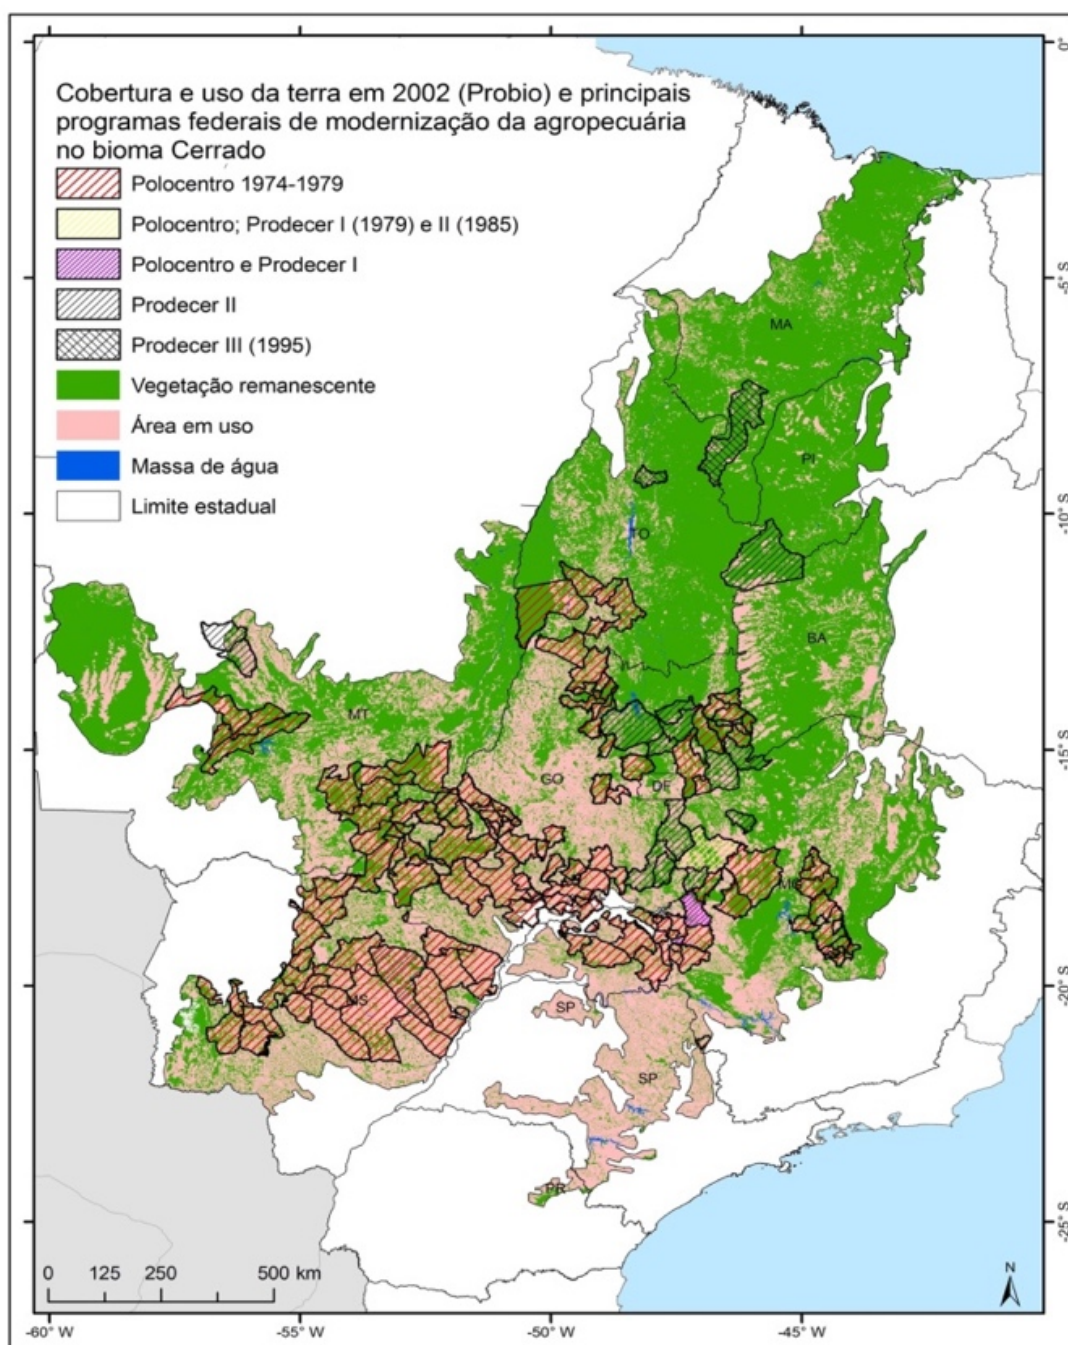 Cobertura e uso da terra em 2002 (Probio) e principais
programas federais de modernização da agropecuária
no bioma Cerrado
Polocentro 1974-1979
Polocentro; Prodecer I (1979) e II (1985)
Polocentro e Prodecer I
Prodecer II
Prodecer III (1995)
Vegetação remanescente
Área em uso
Massa de água
Limite estadual
0°
-5° S
MA
PI
-10° S
TO
BA
MT
-15° S
GO
DF
MG
MS
-20° S
SP
SP
PR
-25° S
0 125 250 500 km
N
-60° W -55° W -50° W -45° W